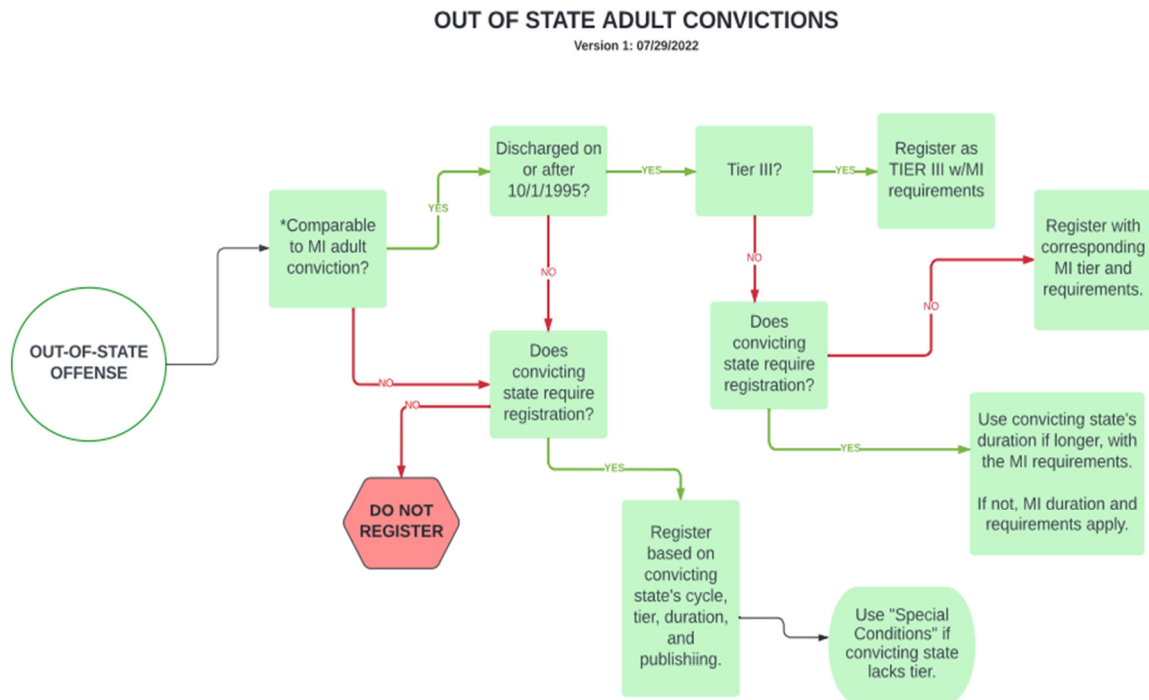 OUT OF STATE ADULT CONVICTIONS
Version 1: 07/29/2022
OUT-OF-STATE
OFFENSE
*Comparable
to MI adult
conviction?
YES
NO
Discharged on
or after
10/1/1995?
YES
NO
Tier III?
YES
NO
Register as
TIER III w/MI
requirements
Does
convicting
state require
registration?
NO
YES
Register with
corresponding
MI tier and
requirements.
Use convicting state's
duration if longer, with
the MI requirements.
If not, MI duration and
requirements apply.
Does
convicting
state require
registration?
NO
YES
DO NOT
REGISTER
Register
based on
convicting
state's cycle,
tier, duration,
and
publishiing.
Use "Special
Conditions" if
convicting state
lacks tier.